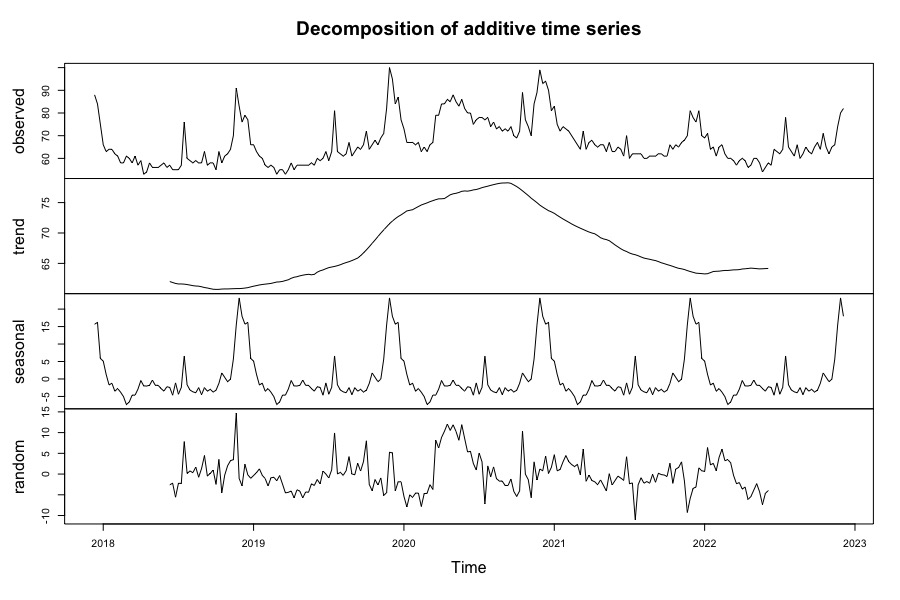 Decomposition of additive time series
observed
60 70 80 90
trend
65 70 75
seasonal
-5 0 5 15
random
-10 0 5 10 15
2018 2019 2020 2021 2022 2023
Time